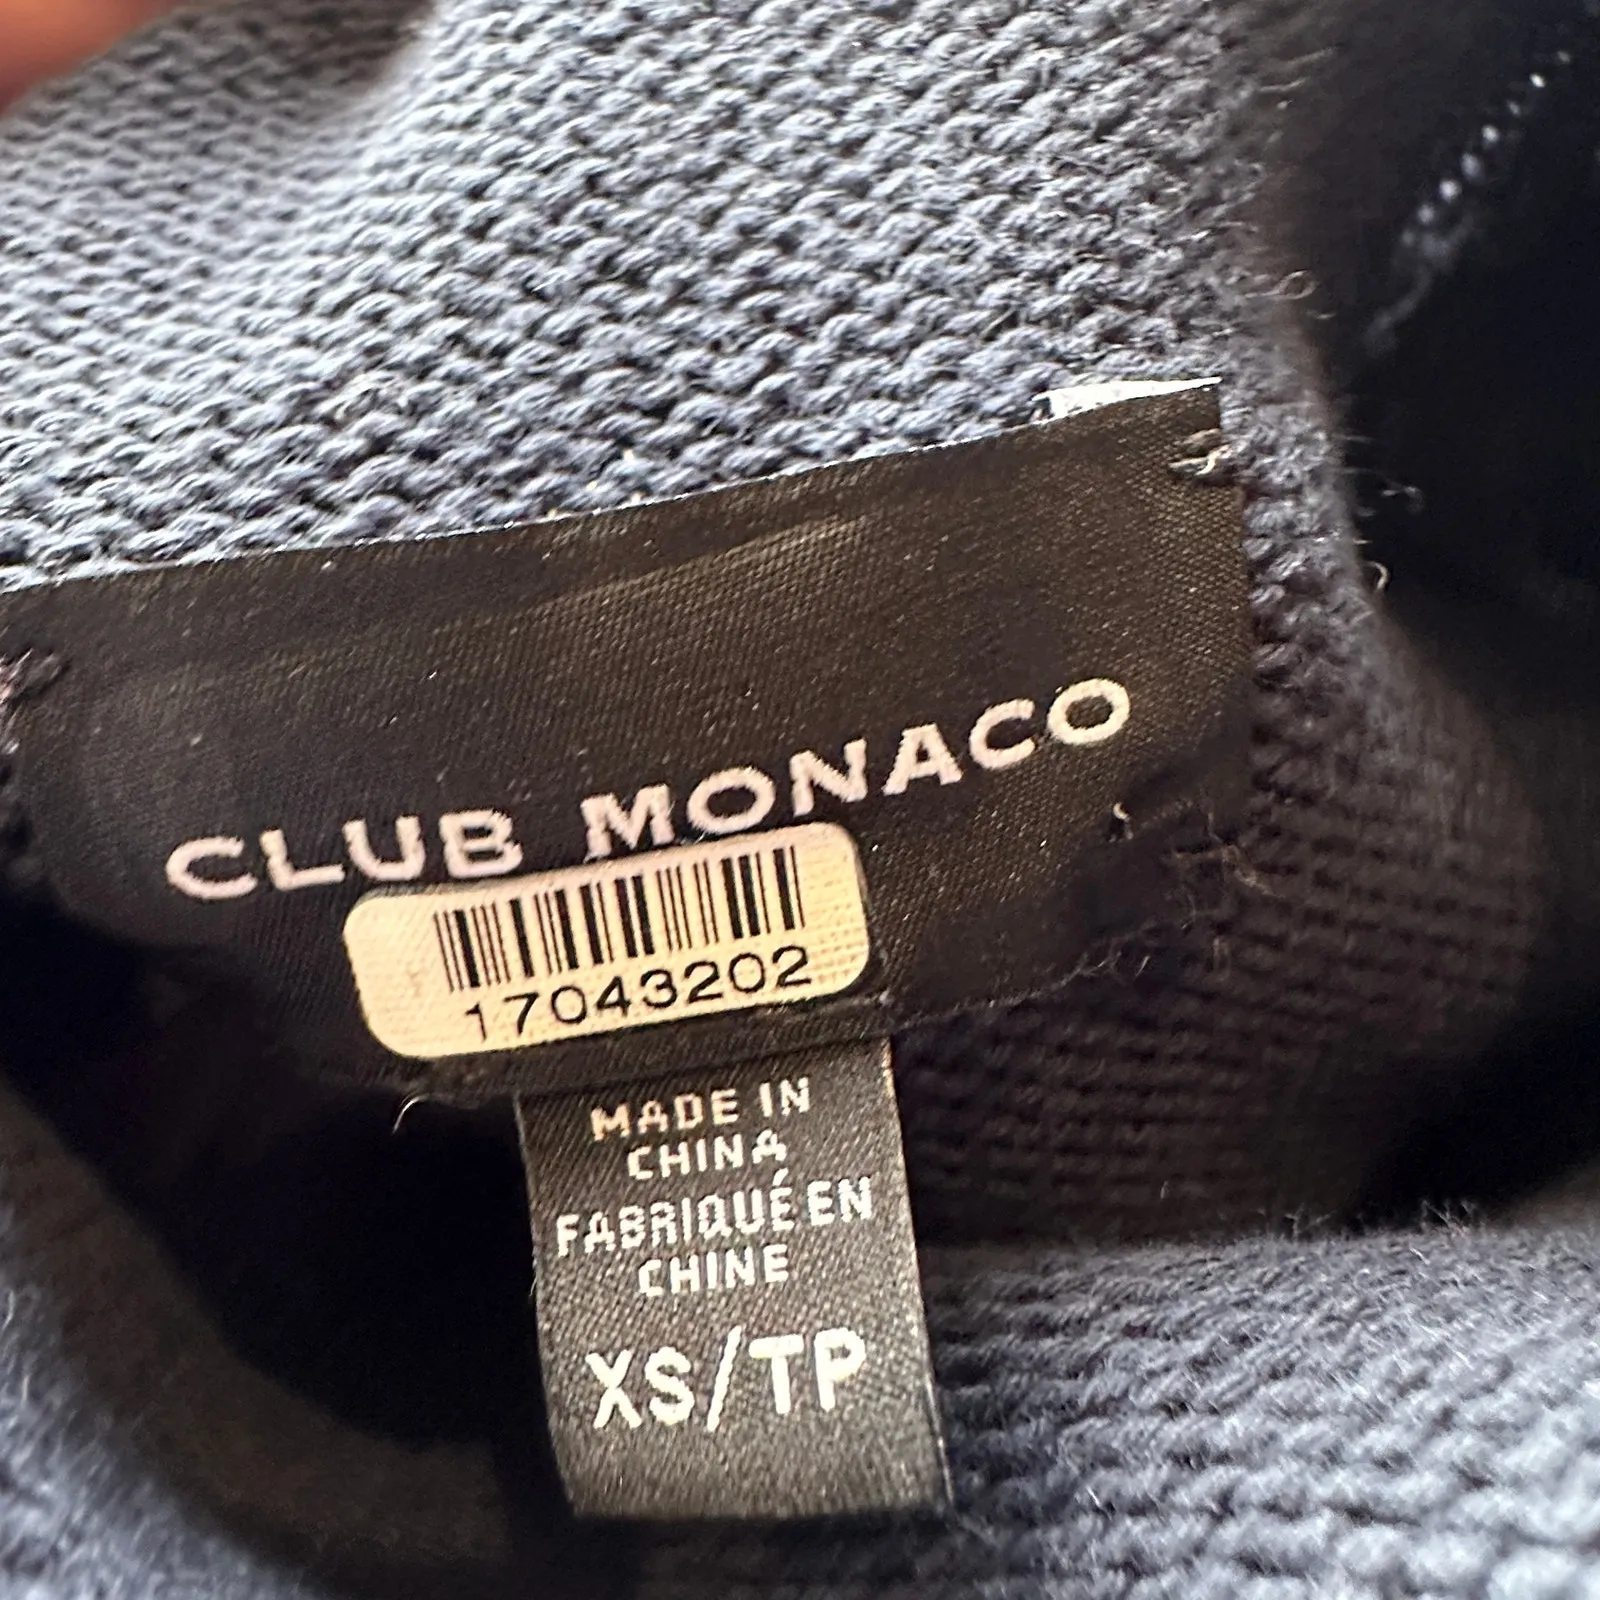 CLUB MONACO
17043202
MADE IN
CHINA
FABRIQUÉ EN
CHINE
XS/TP